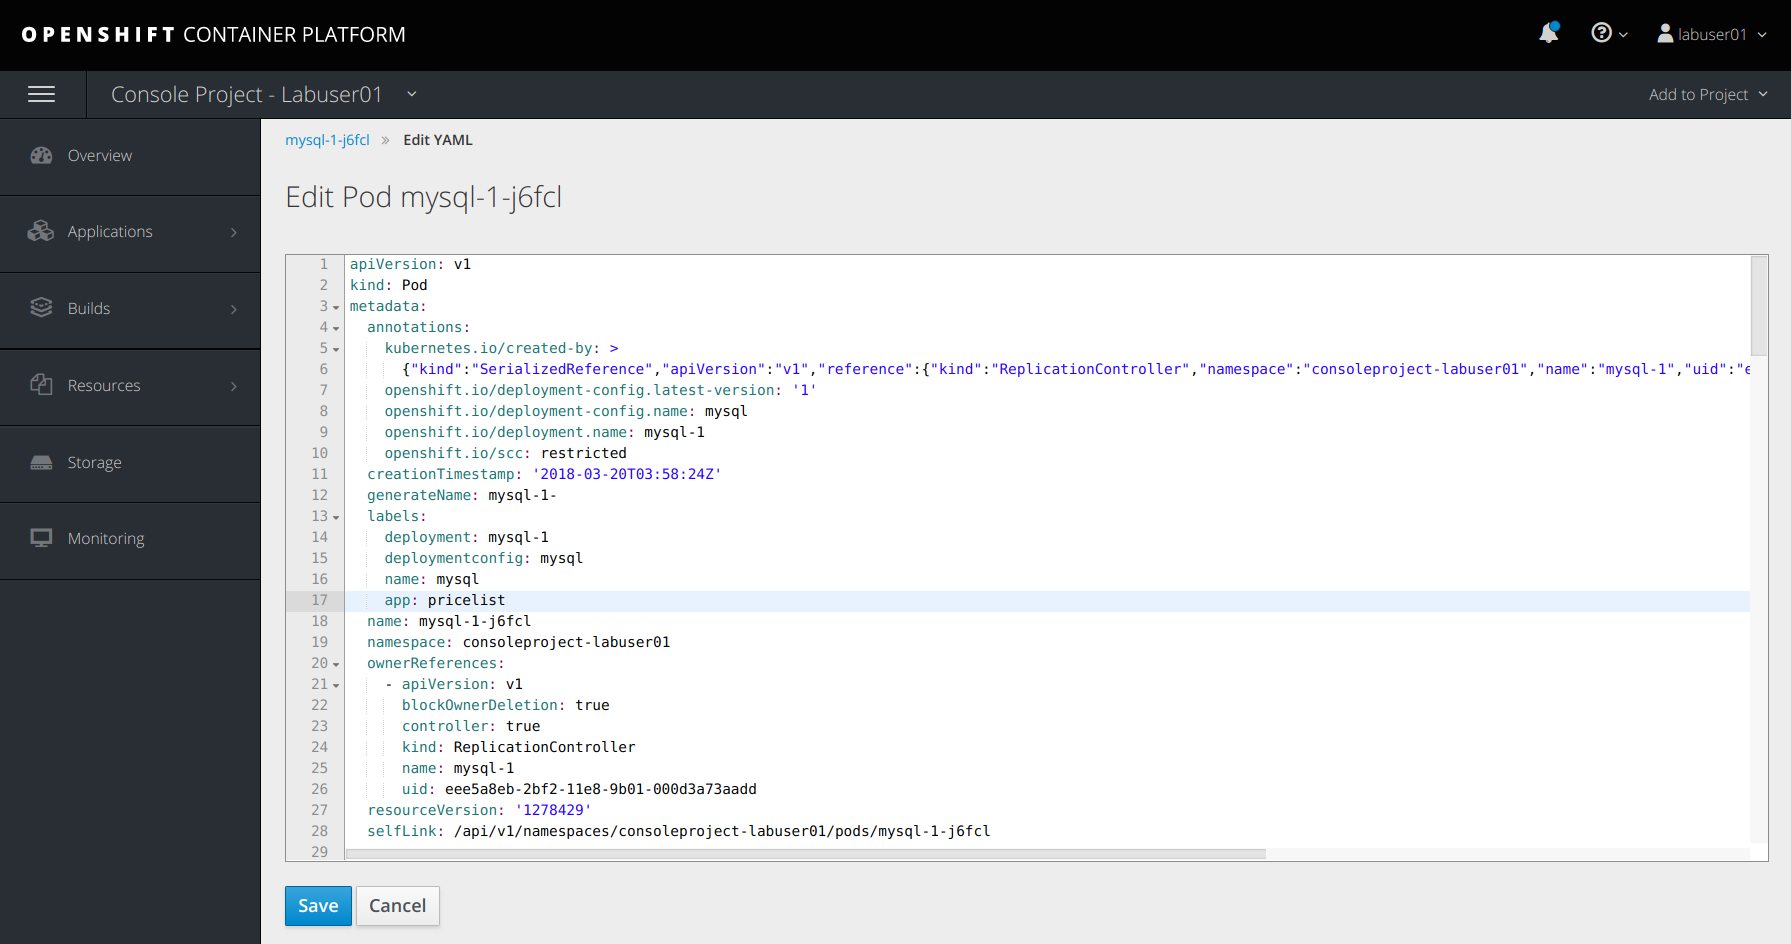 OPENSHIFT CONTAINER PLATFORM
labuser01
Console Project - Labuser01
Add to Project
Overview
Applications
Builds
Resources
Storage
Monitoring
mysql-1-j6fcl » Edit YAML
Edit Pod mysql-1-j6fcl
1 apiVersion: v1
2 kind: Pod
3 metadata:
4 annotations:
5 kubernetes.io/created-by: >
6 {"kind":"SerializedReference","apiVersion":"v1","reference":{"kind":"ReplicationController","namespace":"consoleproject-labuser01","name":"mysql-1","uid":"e
7 openshift.io/deployment-config.latest-version: '1'
8 openshift.io/deployment-config.name: mysql
9 openshift.io/deployment.name: mysql-1
10 openshift.io/scc: restricted
11 creationTimestamp: '2018-03-20T03:58:24Z'
12 generateName: mysql-1-
13 labels:
14 deployment: mysql-1
15 deploymentconfig: mysql
16 name: mysql
17 app: pricelist
18 name: mysql-1-j6fcl
19 namespace: consoleproject-labuser01
20 ownerReferences:
21 - apiVersion: v1
22 blockOwnerDeletion: true
23 controller: true
24 kind: ReplicationController
25 name: mysql-1
26 uid: eee5a8eb-2bf2-11e8-9b01-000d3a73aadd
27 resourceVersion: '1278429'
28 selfLink: /api/v1/namespaces/consoleproject-labuser01/pods/mysql-1-j6fcl
29
Save Cancel